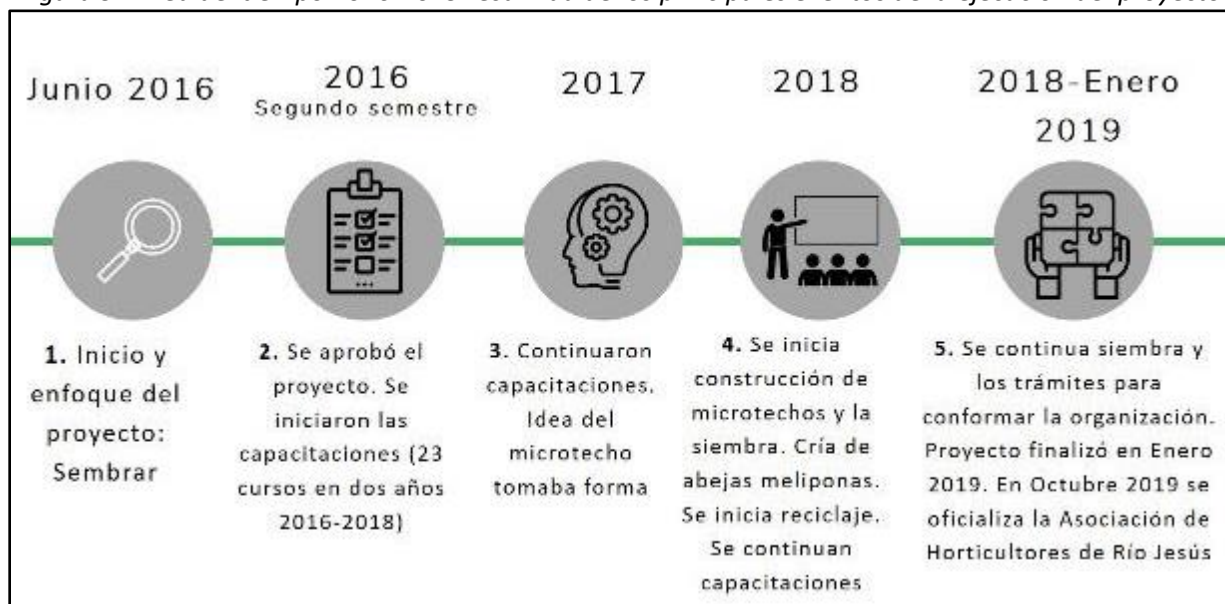 Junio 2016
2016
Segundo semestre
2017
2018
2018-Enero
2019
1. Inicio y
enfoque del
proyecto:
Sembrar
2. Se aprobó el
proyecto. Se
iniciaron las
capacitaciones (23
cursos en dos años
2016-2018)
3. Continuaron
capacitaciones.
Idea del
microtecho
tomaba forma
4. Se inicia
construcción de
microtechos y la
siembra. Cría de
abejas meliponas.
Se inicia reciclaje.
Se continuan
capacitaciones
5. Se continua siembra y
los trámites para
conformar la organización.
Proyecto finalizó en Enero
2019. En Octubre 2019 se
oficializa la Asociación de
Horticultores de Río Jesús